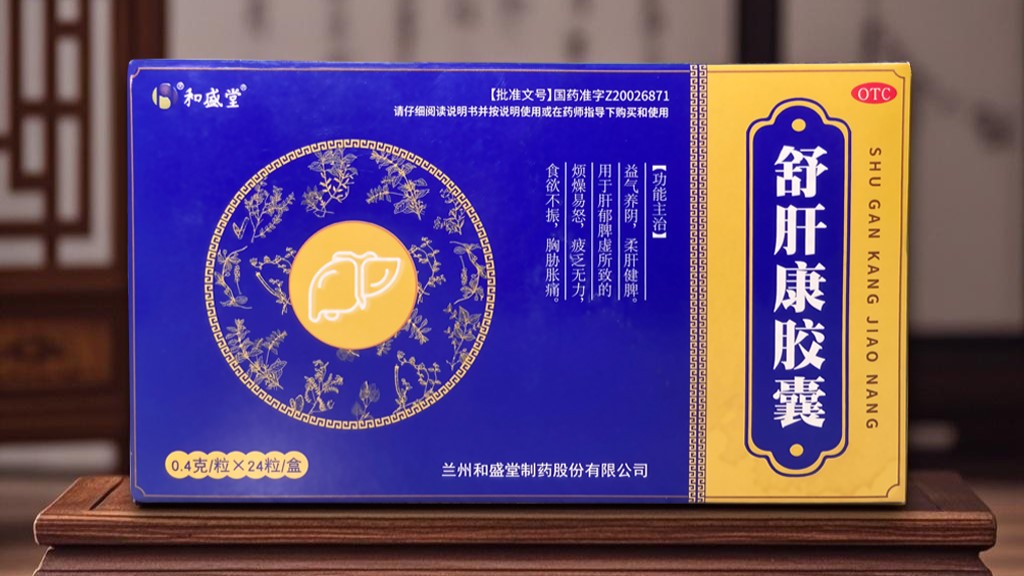 和盛堂®
【批准文号】国药准字Z20026871
请仔细阅读说明书并按说明使用或在药师指导下购买和使用
【功能主治】
益气养阴，柔肝健脾。
用于肝郁脾虚所致的
烦燥易怒，疲乏无力，
食欲不振，胸胁胀痛。
0.4克/粒×24粒/盒
兰州和盛堂制药股份有限公司
OTC
舒肝康胶囊
SHU GAN KANG JIAO NANG